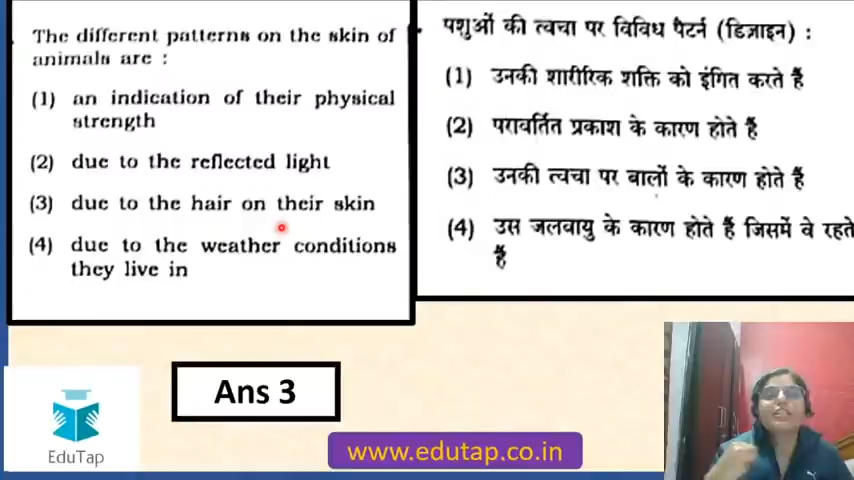 The different patterns on the skin of
animals are :
(1) an indication of their physical
strength
(2) due to the reflected light
(3) due to the hair on their skin
(4) due to the weather conditions
they live in
पशुओं की त्वचा पर विविध पैटर्न (डिज़ाइन) :
(1) उनकी शारीरिक शक्ति को इंगित करते हैं
(2) परावर्तित प्रकाश के कारण होते हैं
(3) उनकी त्वचा पर बालों के कारण होते हैं
(4) उस जलवायु के कारण होते हैं जिसमें वे रहते
हैं
Ans 3
EduTap
www.edutap.co.in